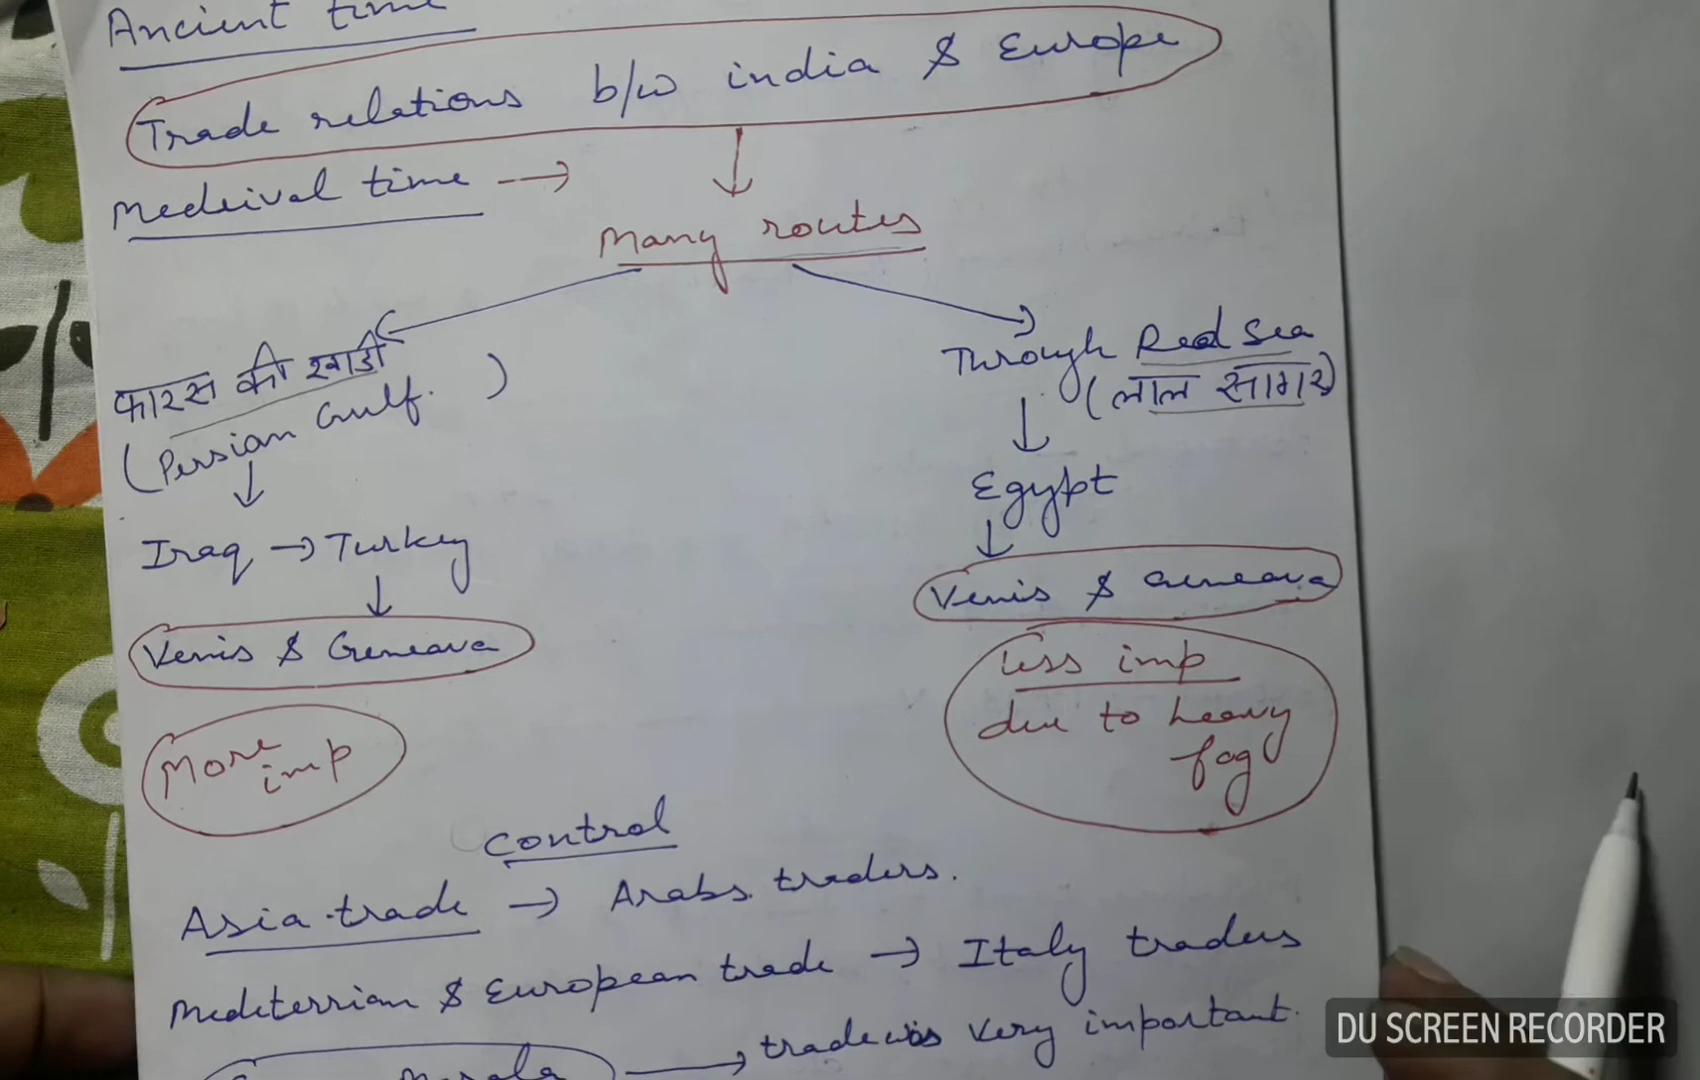 Ancient time
Trade relations b/w india & Europe
Medeival time →
Many routes
फारस की खाडी
(Persian Gulf. )
Through Red Sea
(लाल सागर)
↓
Egypt
↓
Iraq → Turkey
Venis & Geneava
Venis & Geneava
More imp
less imp
due to heavy
fog
Control
Asia trade → Arabs traders.
Mediterrian & European trade → Italy traders
Masala → trade was very important.
DU SCREEN RECORDER